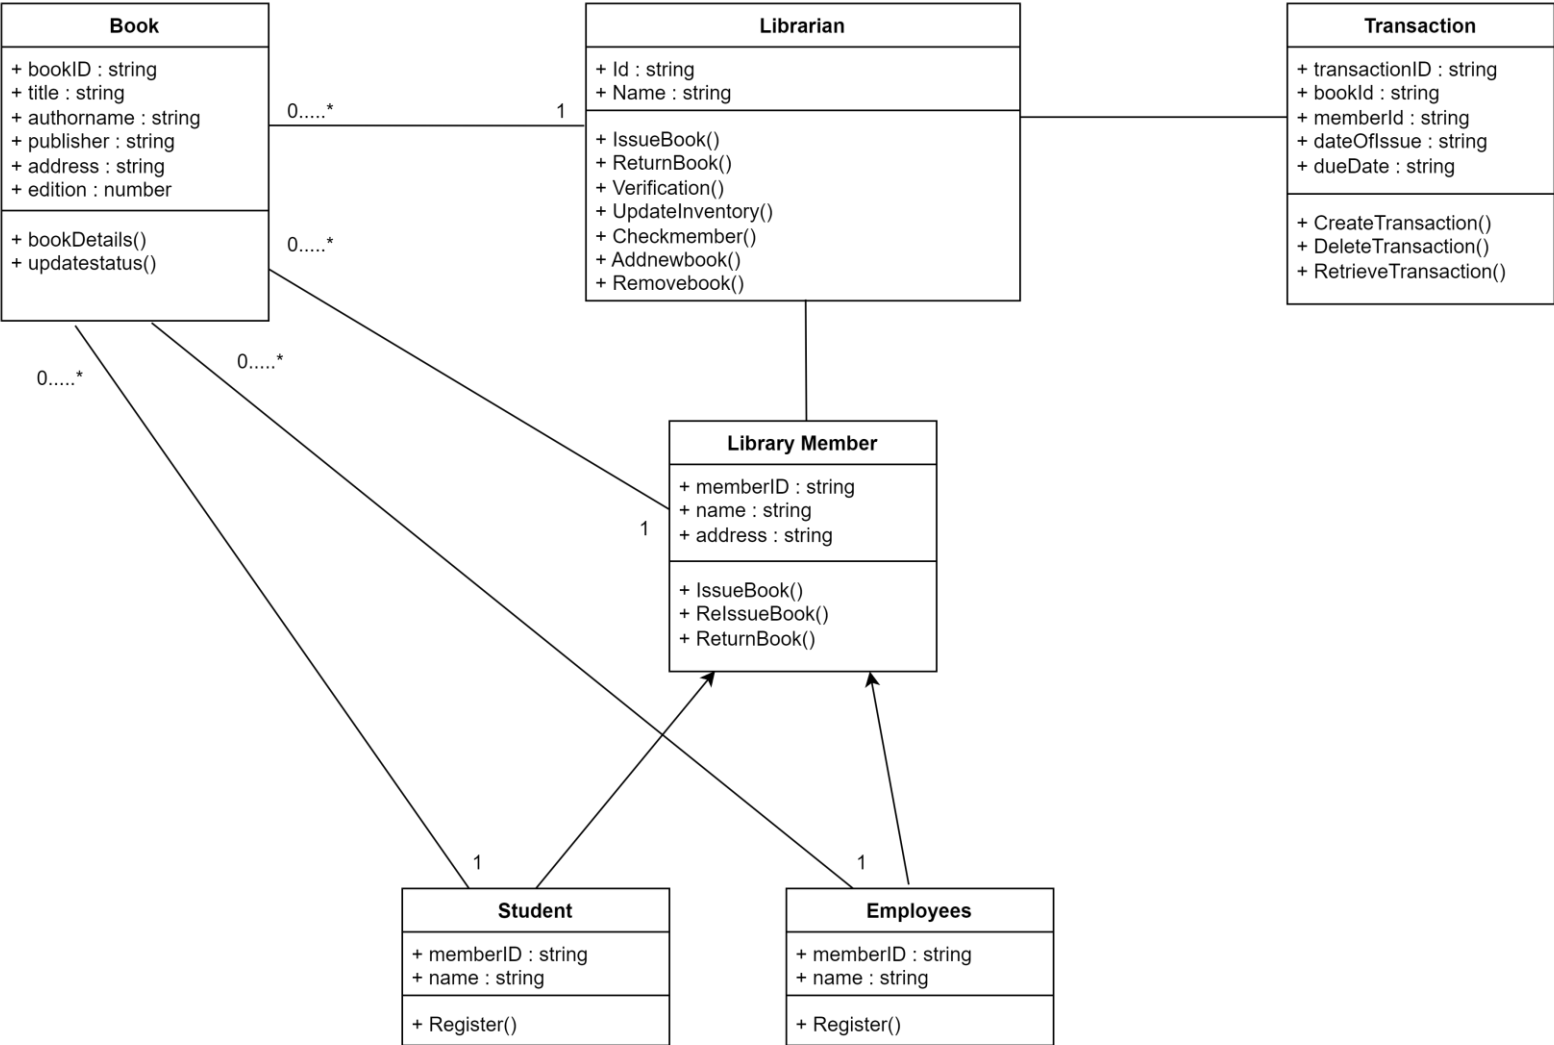 Book
+ bookID : string
+ title : string
+ authorname : string
+ publisher : string
+ address : string
+ edition : number
+ bookDetails()
+ updatestatus()
0.....*
1
Librarian
+ Id : string
+ Name : string
+ IssueBook()
+ ReturnBook()
+ Verification()
+ UpdateInventory()
+ Checkmember()
+ Addnewbook()
+ Removebook()
Transaction
+ transactionID : string
+ bookId : string
+ memberId : string
+ dateOfIssue : string
+ dueDate : string
+ CreateTransaction()
+ DeleteTransaction()
+ RetrieveTransaction()
0.....*
0.....*
0.....*
1
Library Member
+ memberID : string
+ name : string
+ address : string
+ IssueBook()
+ ReIssueBook()
+ ReturnBook()
1
1
Student
+ memberID : string
+ name : string
+ Register()
Employees
+ memberID : string
+ name : string
+ Register()